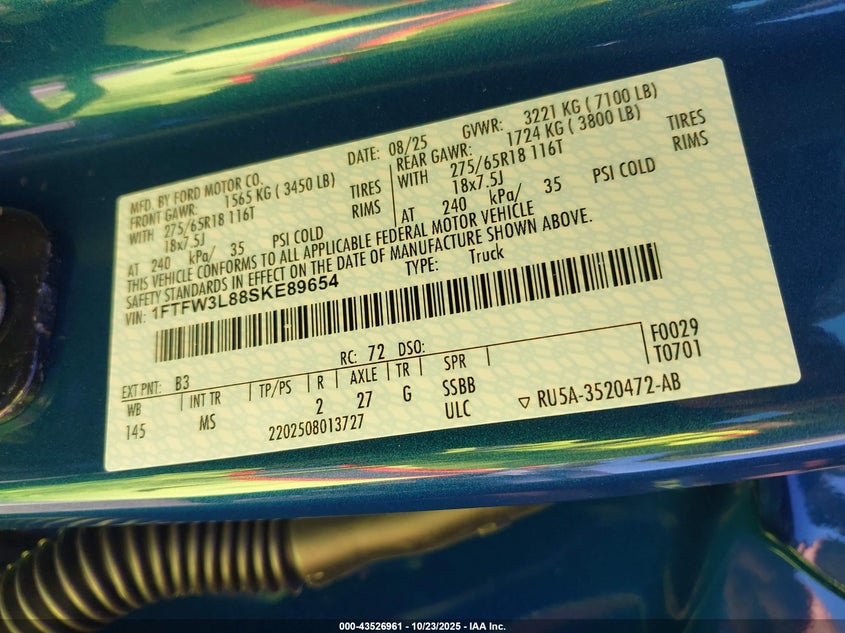 MFD. BY FORD MOTOR CO.
DATE: 08/25 GVWR: 3221 KG ( 7100 LB)
FRONT GAWR: 1565 KG ( 3450 LB)
REAR GAWR: 1724 KG ( 3800 LB)
WITH 275/65R18 116T TIRES
WITH 275/65R18 116T TIRES
18x7.5J RIMS
18x7.5J RIMS
AT 240 kPa/ 35 PSI COLD
AT 240 kPa/ 35 PSI COLD
THIS VEHICLE CONFORMS TO ALL APPLICABLE FEDERAL MOTOR VEHICLE
SAFETY STANDARDS IN EFFECT ON THE DATE OF MANUFACTURE SHOWN ABOVE.
VIN: 1FTFW3L88SKE89654 TYPE: Truck
EXT PNT: B3 RC: 72 DSO:
WB INT TR TP/PS R AXLE TR SPR
145 MS 2 27 G SSBB
2202508013727 ULC
F0029
T0701
▽ RU5A-3520472-AB
000-43526961 - 10/23/2025 - IAA Inc.